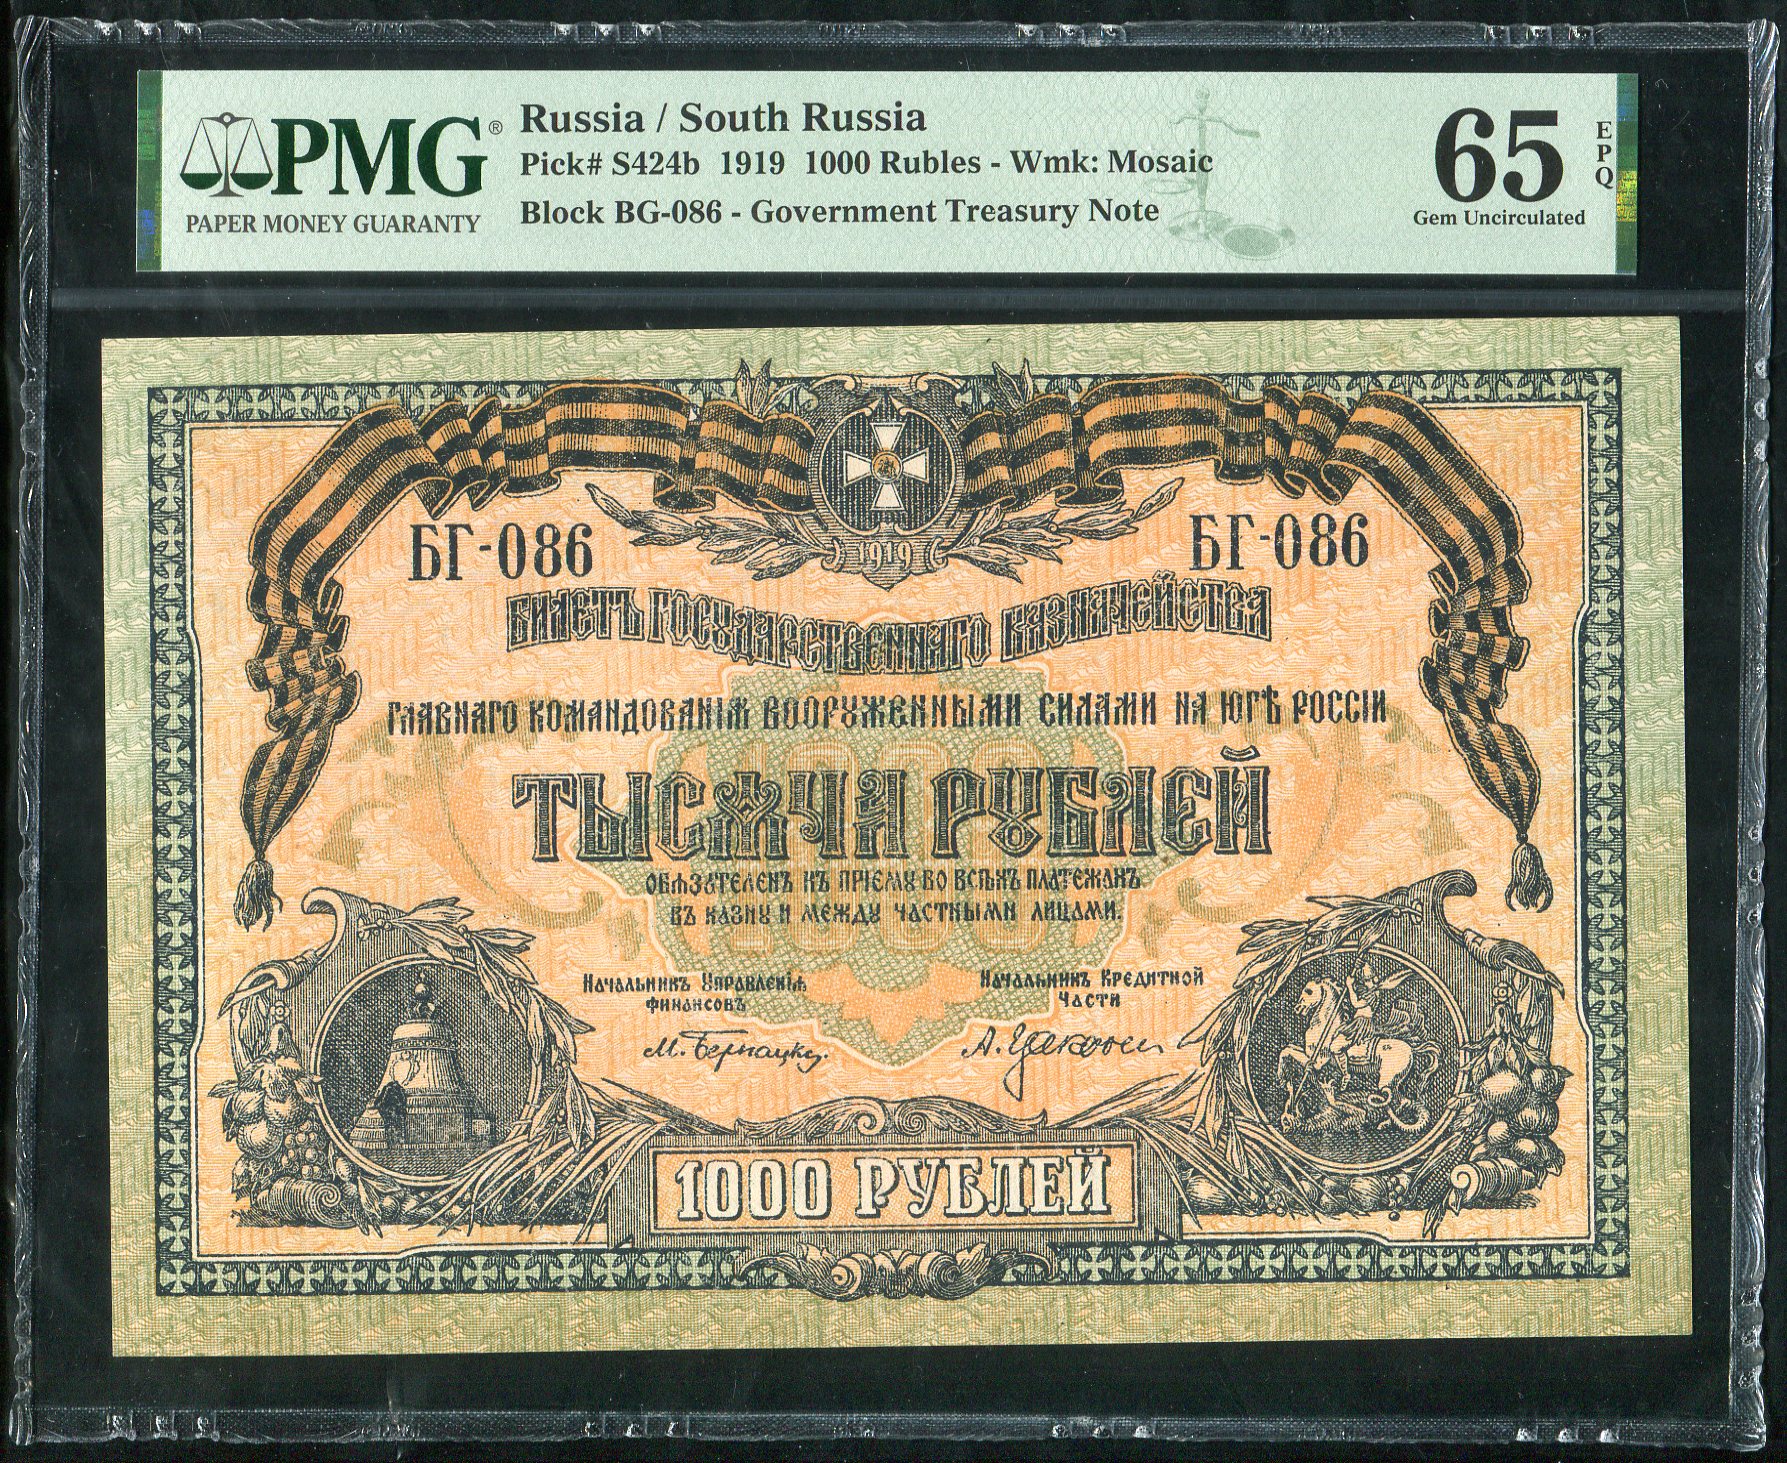 PMG®
PAPER MONEY GUARANTY
Russia / South Russia
Pick# S424b 1919 1000 Rubles - Wmk: Mosaic
Block BG-086 - Government Treasury Note
65
EPQ
Gem Uncirculated
БГ-086
БГ-086
1919
БИЛЕТЪ ГОСУДАРСТВЕННАГО КАЗНАЧЕЙСТВА
ГЛАВНАГО КОМАНДОВАНІЯ ВООРУЖЕННЫМИ СИЛАМИ НА ЮГѢ РОССІИ
ТЫСЯЧА РУБЛЕЙ
ОБЯЗАТЕЛЕНЪ КЪ ПРІЕМУ ВО ВСѢХЪ ПЛАТЕЖАХЪ
ВЪ КАЗНУ И МЕЖДУ ЧАСТНЫМИ ЛИЦАМИ.
1000
1000
НАЧАЛЬНИКЪ УПРАВЛЕНІЯ
ФИНАНСОВЪ
НАЧАЛЬНИКЪ КРЕДИТНОЙ
ЧАСТИ
М. Бернацкій
1000 РУБЛЕЙ